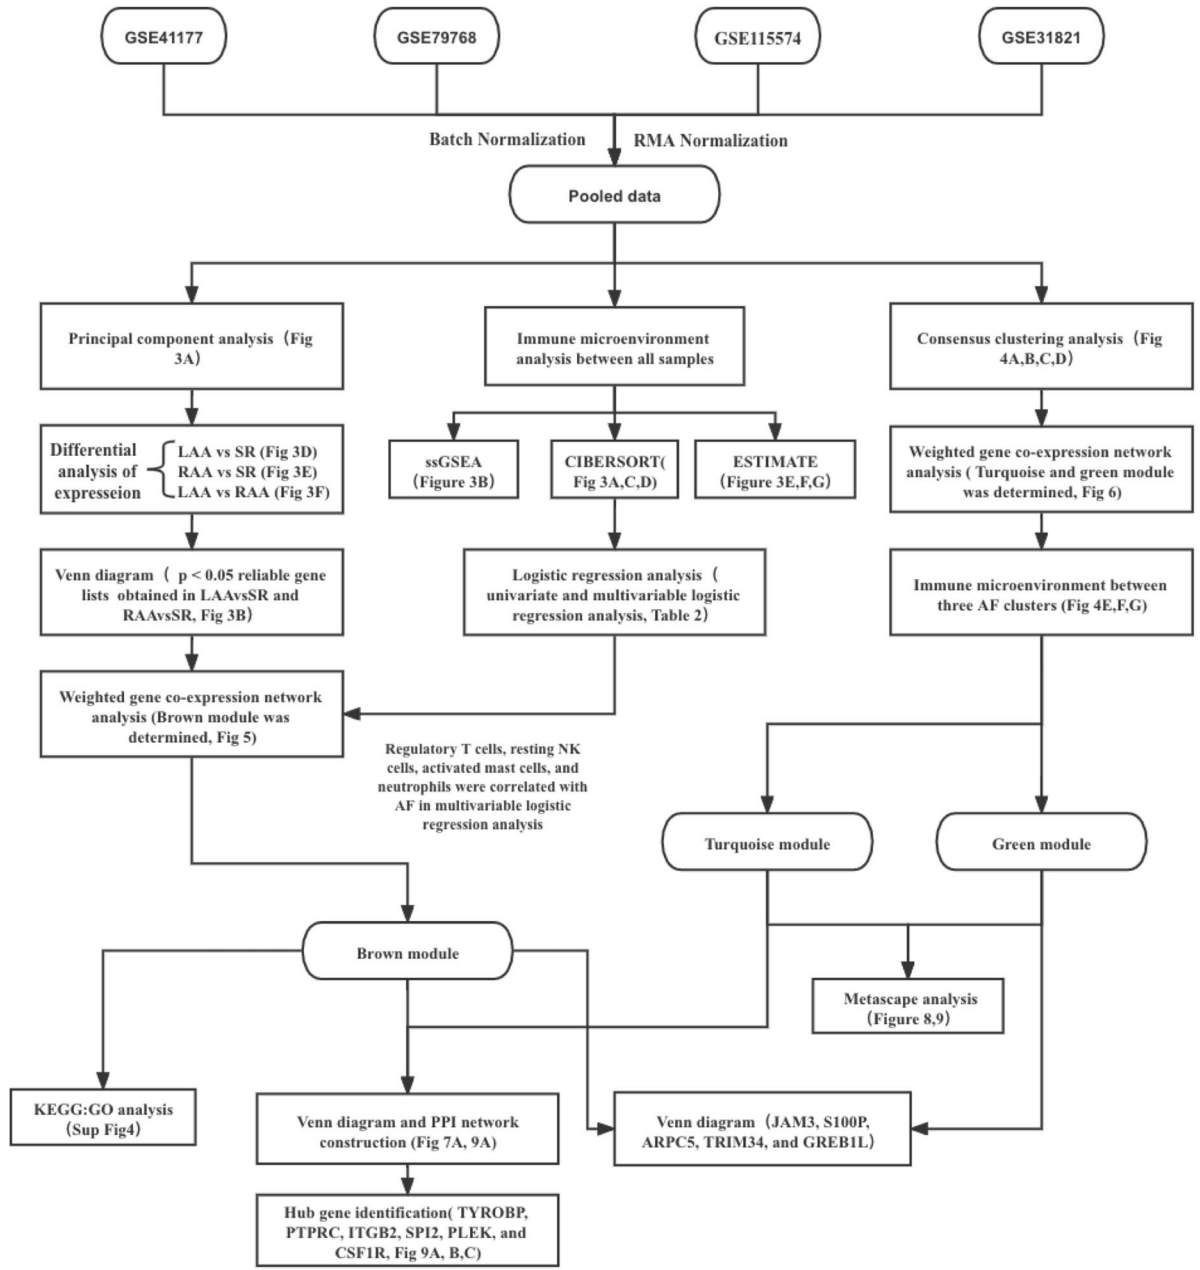 GSE41177
GSE79768
GSE115574
GSE31821
Batch Normalization
RMA Normalization
Pooled data
Principal component analysis（Fig
3A）
Immune microenvironment
analysis between all samples
Consensus clustering analysis（Fig
4A,B,C,D）
Differential
analysis of
expresseion
LAA vs SR (Fig 3D)
RAA vs SR (Fig 3E)
LAA vs RAA (Fig 3F)
ssGSEA
（Figure 3B）
CIBERSORT(
Fig 3A,C,D)
ESTIMATE
（Figure 3E,F,G）
Weighted gene co-expression network
analysis（ Turquoise and green module
was determined, Fig 6）
Venn diagram（ p < 0.05 reliable gene
lists obtained in LAAvsSR and
RAAvsSR, Fig 3B）
Logistic regression analysis（
univariate and multivariable logistic
regression analysis, Table 2）
Immune microenvironment between
three AF clusters (Fig 4E,F,G）
Weighted gene co-expression network
analysis (Brown module was
determined, Fig 5)
Regulatory T cells, resting NK
cells, activated mast cells, and
neutrophils were correlated with
AF in multivariable logistic
regression analysis
Turquoise module
Green module
Brown module
Metascape analysis
（Figure 8,9）
KEGG:GO analysis
(Sup Fig4)
Venn diagram and PPI network
construction (Fig 7A, 9A)
Venn diagram（JAM3, S100P,
ARPC5, TRIM34, and GREB1L）
Hub gene identification( TYROBP,
PTPRC, ITGB2, SPI2, PLEK, and
CSF1R, Fig 9A, B,C)